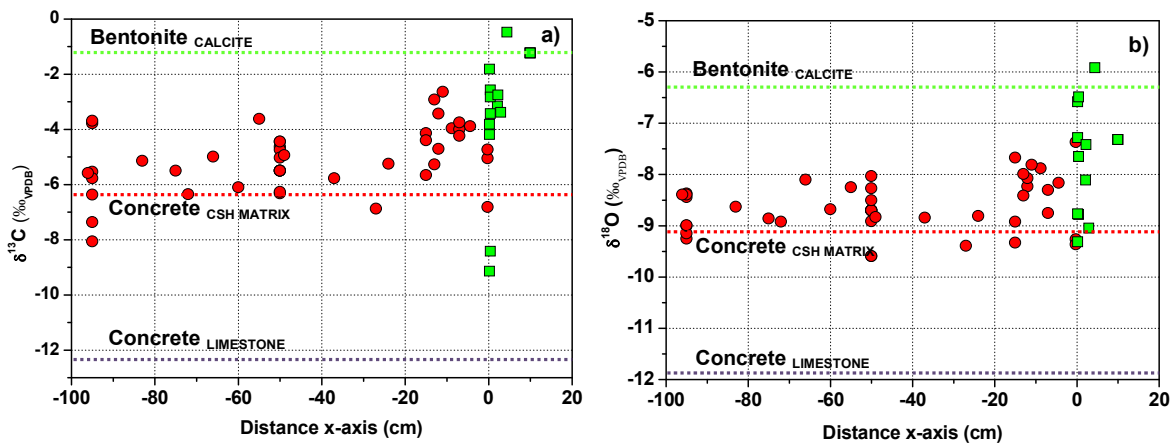 a)
0
-2
-4
-6
-8
-10
-12
δ13C (‰VPDB)
Bentonite CALCITE
Concrete CSH MATRIX
Concrete LIMESTONE
-100 -80 -60 -40 -20 0 20
Distance x-axis (cm)
b)
-5
-6
-7
-8
-9
-10
-11
-12
δ18O (‰VPDB)
Bentonite CALCITE
Concrete CSH MATRIX
Concrete LIMESTONE
-100 -80 -60 -40 -20 0 20
Distance x-axis (cm)